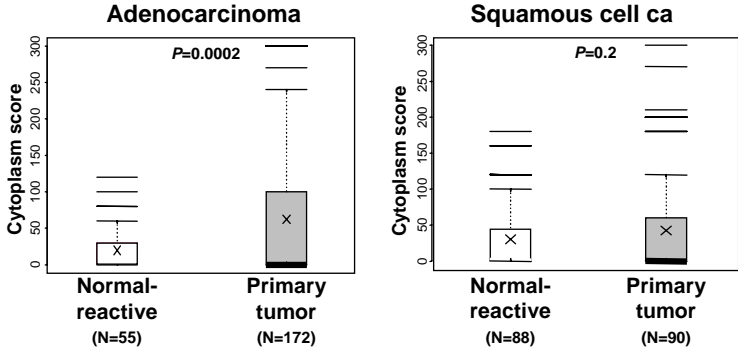 Adenocarcinoma
P=0.0002
Cytoplasm score
300
250
200
150
100
50
0
Normal-
reactive
(N=55)
Primary
tumor
(N=172)
Squamous cell ca
P=0.2
Cytoplasm score
300
250
200
150
100
50
0
Normal-
reactive
(N=88)
Primary
tumor
(N=90)